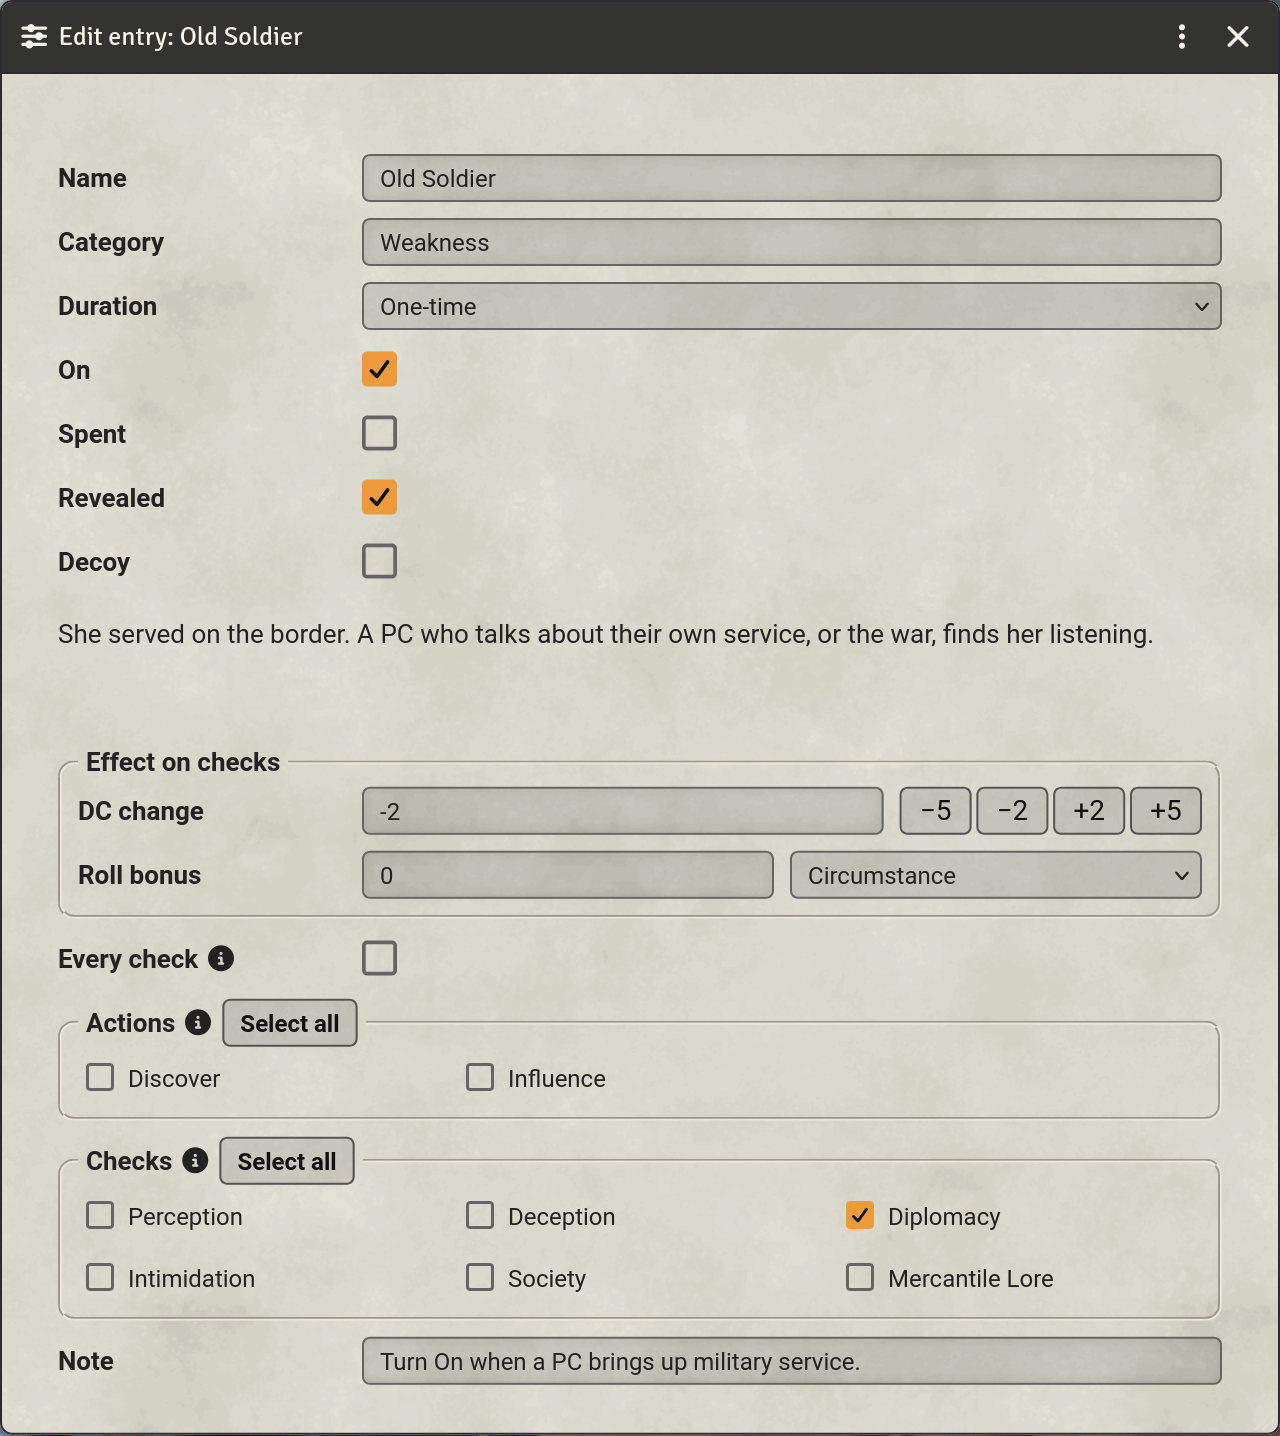 Edit entry: Old Soldier
Name
Old Soldier
Category
Weakness
Duration
One-time
On
Spent
Revealed
Decoy
She served on the border. A PC who talks about their own service, or the war, finds her listening.
Effect on checks
DC change
-2
−5 −2 +2 +5
Roll bonus
0
Circumstance
Every check
Actions Select all
Discover Influence
Checks Select all
Perception Deception Diplomacy
Intimidation Society Mercantile Lore
Note
Turn On when a PC brings up military service.